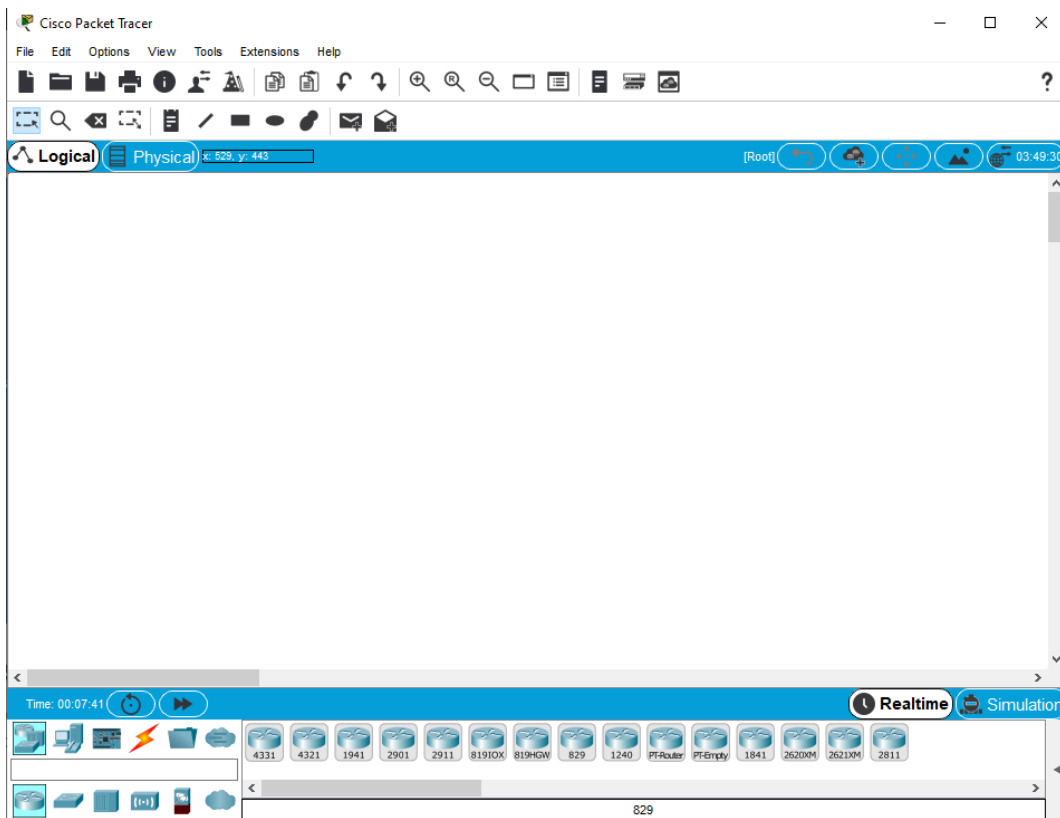 Cisco Packet Tracer
File Edit Options View Tools Extensions Help
R
?
Logical Physical x: 529, y: 443 [Root] 03:49:30
Time: 00:07:41 Realtime Simulation
4331 4321 1941 2901 2911 819IOX 819HGW 829 1240 PT-Router PT-Empty 1841 2620XM 2621XM 2811
829